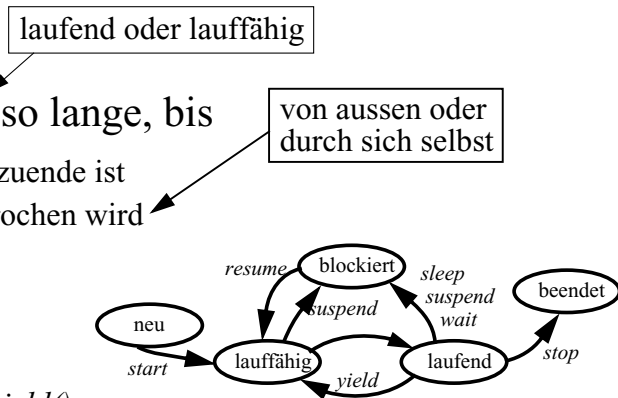 laufend oder lauffähig
so lange, bis
von aussen oder
durch sich selbst
zuende ist
rochen wird
resume
blockiert
sleep
suspend
suspend
wait
beendet
neu
start
lauffähig
laufend
stop
yield